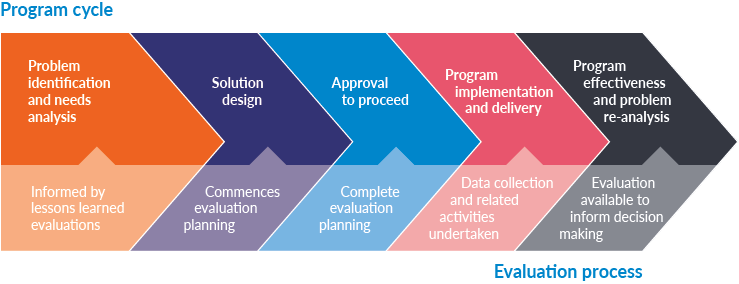 Program cycle
Problem
identification
and needs
analysis
Solution
design
Approval
to proceed
Program
implementation
and delivery
Program
effectiveness
and problem
re-analysis
Informed by
lessons learned
evaluations
Commences
evaluation
planning
Complete
evaluation
planning
Data collection
and related
activities
undertaken
Evaluation
available to
inform decision
making
Evaluation process